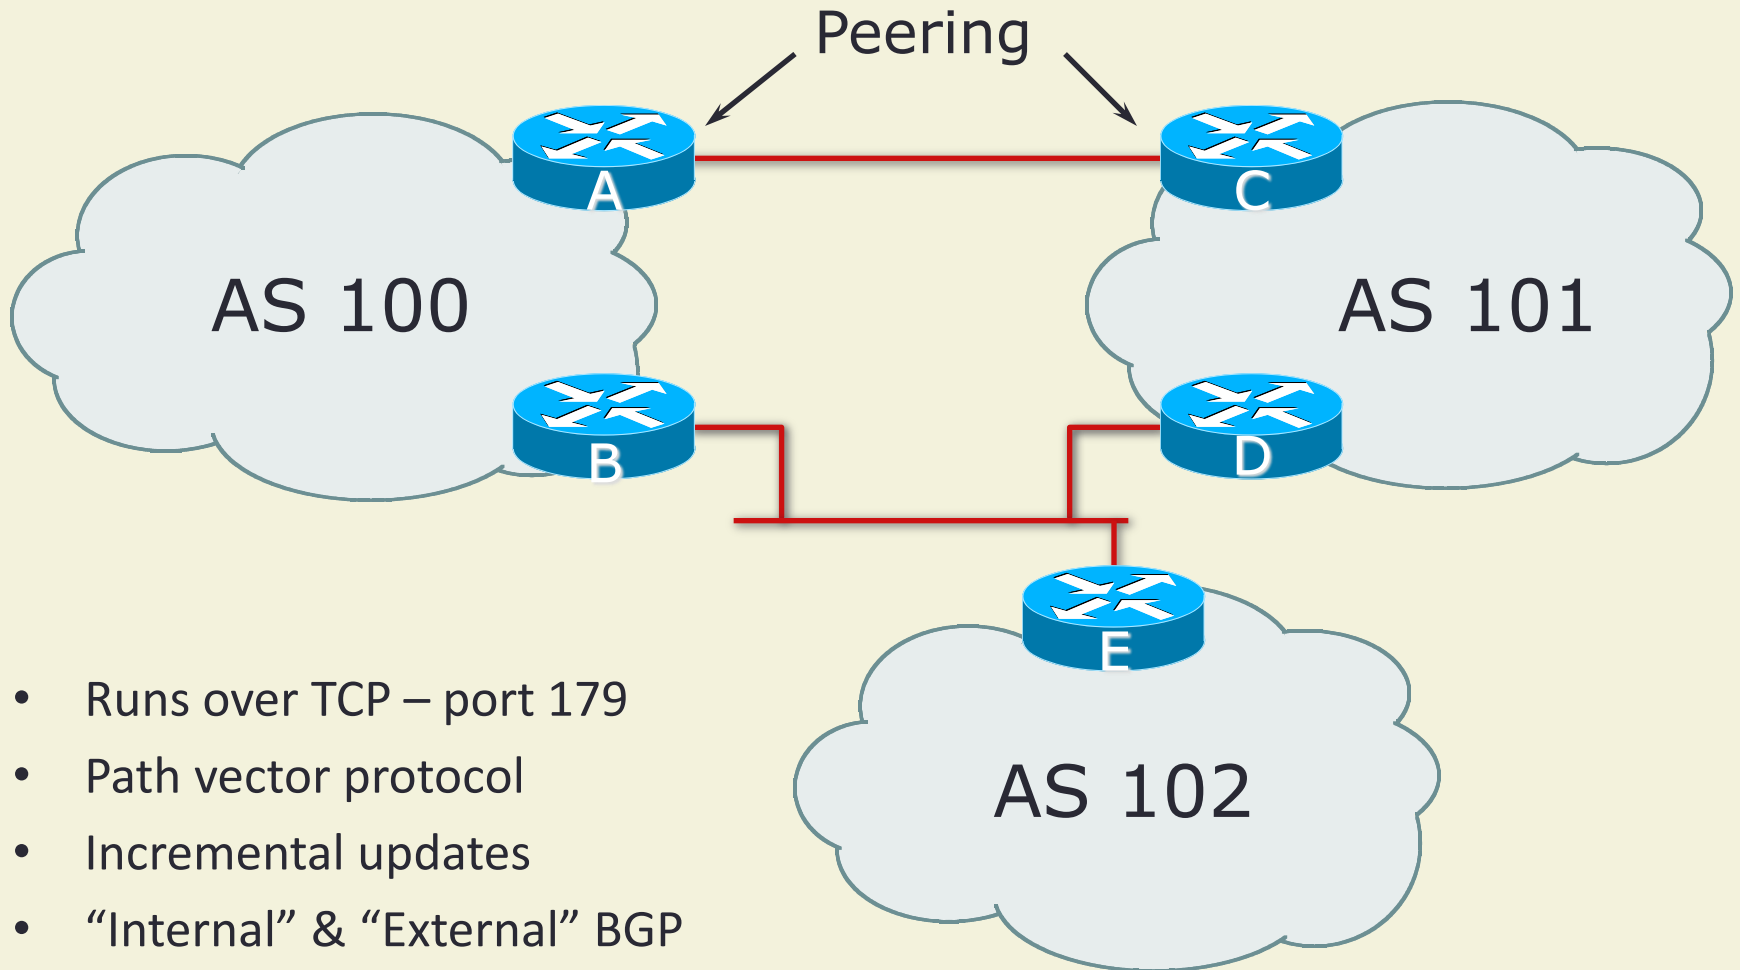 Peering
A
C
AS 100
AS 101
B
D
E
AS 102
• Runs over TCP – port 179
• Path vector protocol
• Incremental updates
• “Internal” & “External” BGP